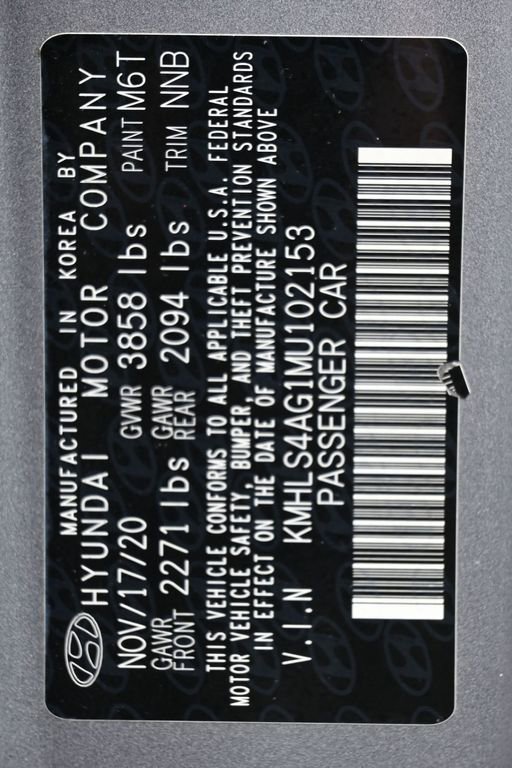 MANUFACTURED IN KOREA BY
HYUNDAI MOTOR COMPANY
NOV/17/20 GVWR 3858 lbs PAINT M6T
GAWR FRONT 2271 lbs GAWR REAR 2094 lbs TRIM NNB
THIS VEHICLE CONFORMS TO ALL APPLICABLE U.S.A. FEDERAL
MOTOR VEHICLE SAFETY, BUMPER, AND THEFT PREVENTION STANDARDS
IN EFFECT ON THE DATE OF MANUFACTURE SHOWN ABOVE
V.I.N KMHLS4AG1MU102153
PASSENGER CAR